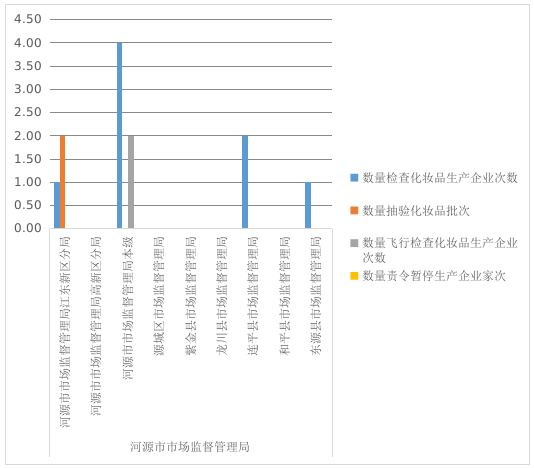 4.50
4.00
3.50
3.00
2.50
2.00
1.50
1.00
0.50
0.00
河源市市场监督管理局江东新区分局
河源市市场监督管理局高新区分局
河源市市场监督管理局本级
源城区市场监督管理局
紫金县市场监督管理局
龙川县市场监督管理局
连平县市场监督管理局
和平县市场监督管理局
东源县市场监督管理局
河源市市场监督管理局
数量检查化妆品生产企业次数
数量抽验化妆品批次
数量飞行检查化妆品生产企业
次数
数量责令暂停生产企业家次